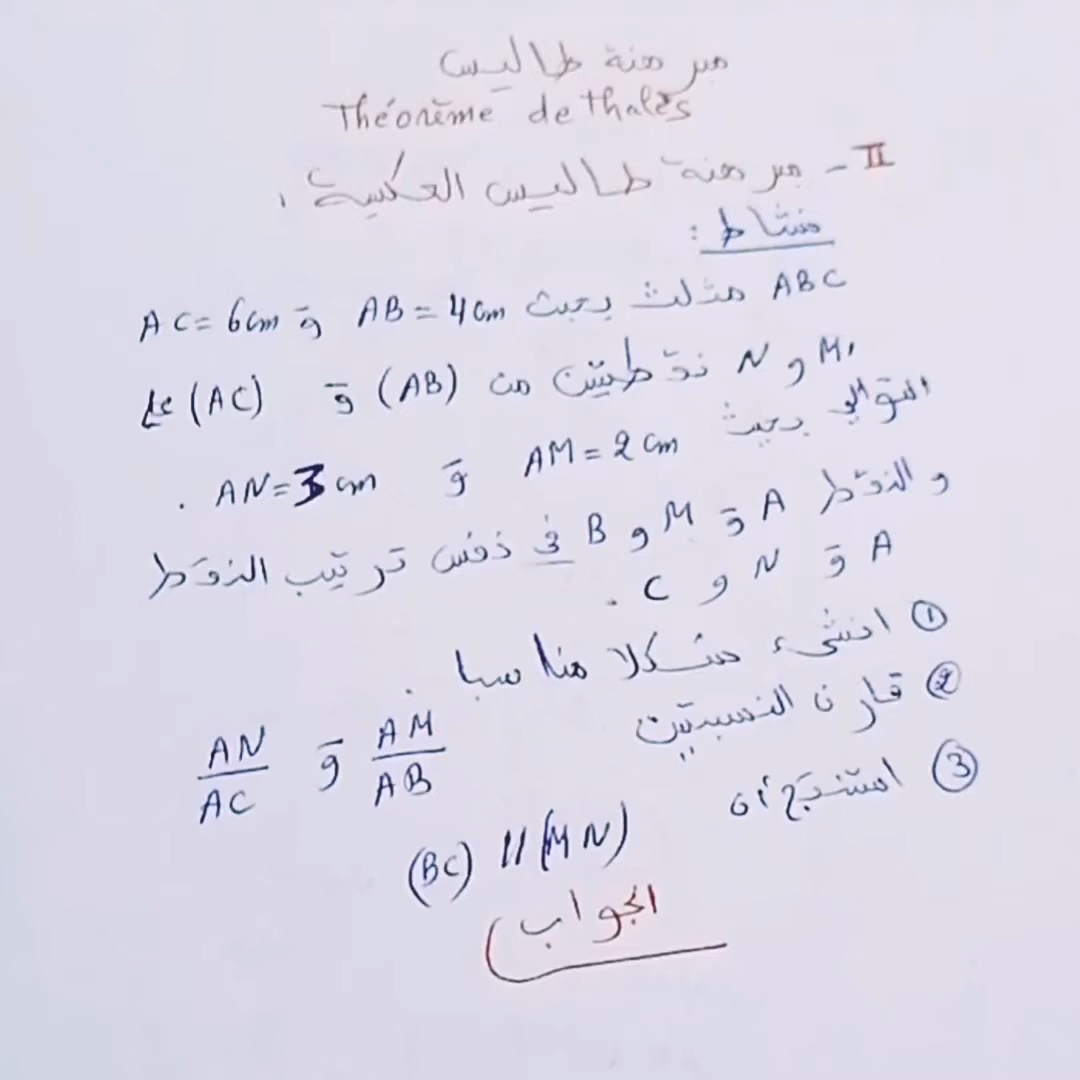 مبرهنة طاليس
Théorème de thalès
II - مبرهنة طاليس العكسية .
نشاط :
ABC مثلث بحيث AB = 4cm و AC = 6cm
M و N نقطتين من (AB) و (AC) على
التوالي بحيث AM = 2cm و AN = 3cm .
و النقط A و M و B في نفس ترتيب النقط
A و N و C .
① انشىء شكلا مناسبا .
② قارن النسبتين AM/AB و AN/AC
③ استنتج أن (BC) // (MN)
الجواب